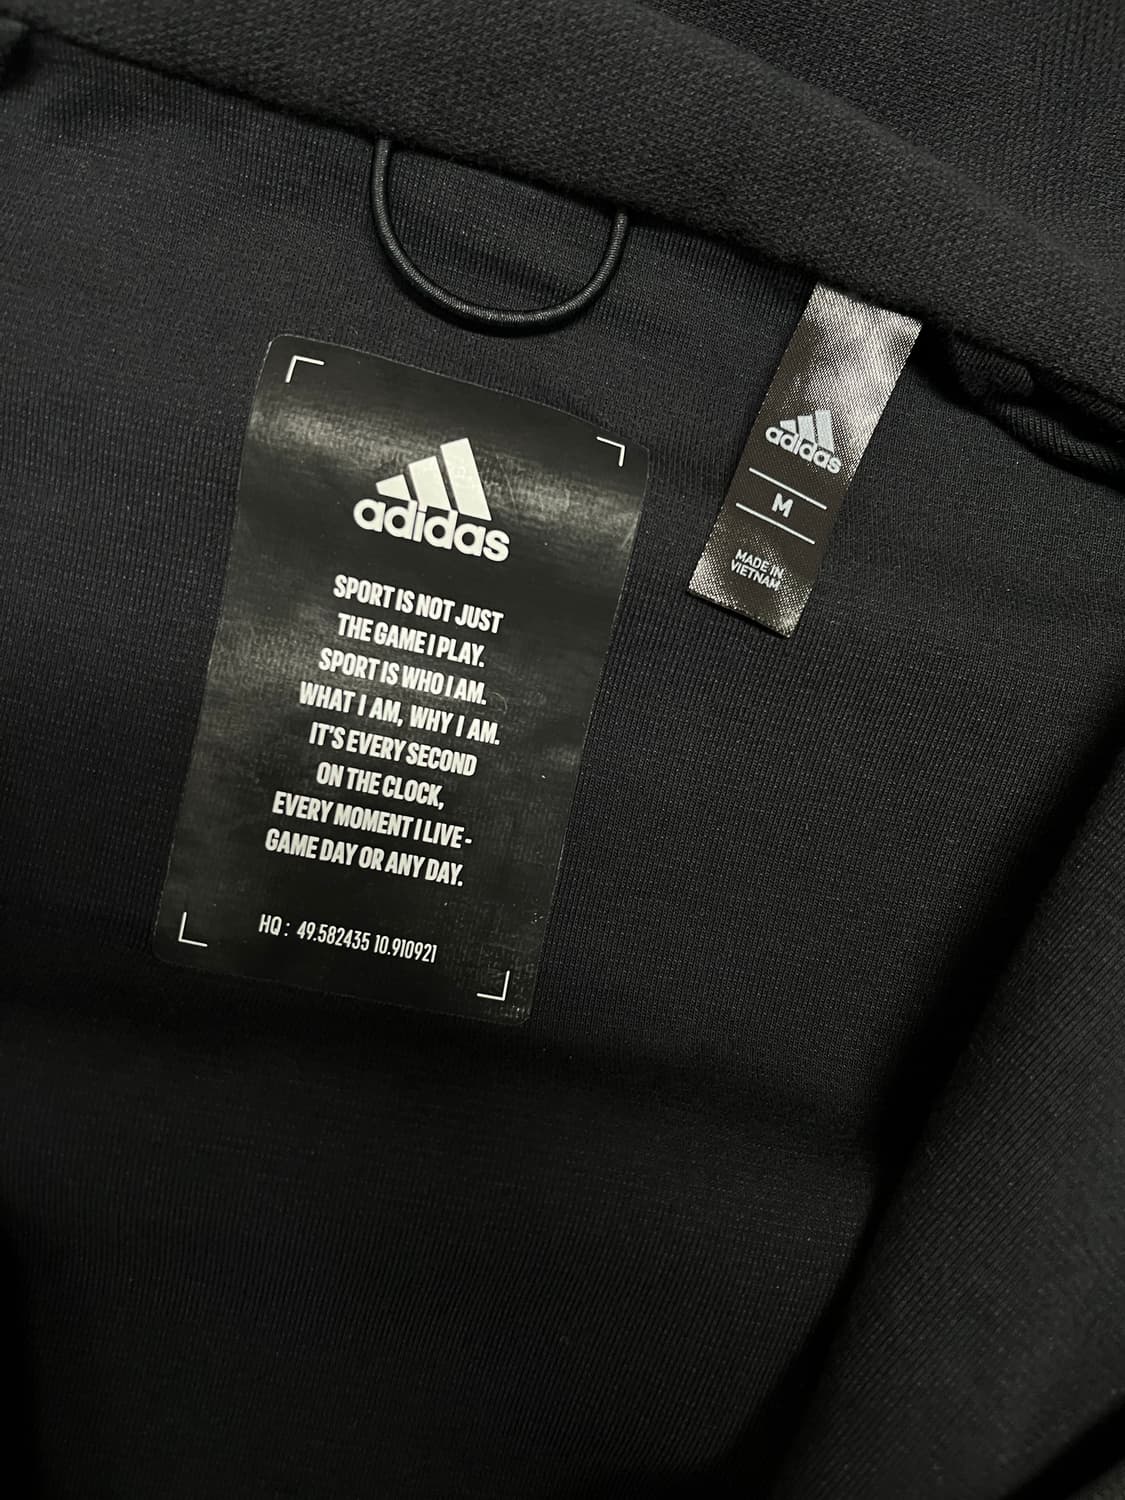 adidas
SPORT IS NOT JUST
THE GAME I PLAY.
SPORT IS WHO I AM.
WHAT I AM, WHY I AM.
IT'S EVERY SECOND
ON THE CLOCK,
EVERY MOMENT I LIVE -
GAME DAY OR ANY DAY.
HQ : 49.582435 10.910921
adidas
M
MADE IN
VIETNAM